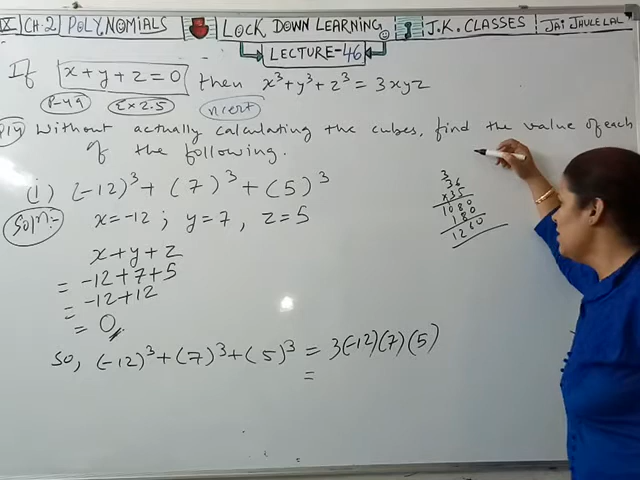 IX CH.2 POLYNOMIALS LOCK DOWN LEARNING J.K. CLASSES JAI JHULELAL
LECTURE-46
If x+y+z=0 then x³+y³+z³=3xyz
P-49 EX 2.5 ncert
Q14 Without actually calculating the cubes, find the value of each
of the following.
(i) (-12)³+(7)³+(5)³
Soln:- x=-12; y=7, z=5
x+y+z
= -12+7+5
= -12+12
= 0
So, (-12)³+(7)³+(5)³ = 3(-12)(7)(5)
=
3
36
x35
1080
180
1260